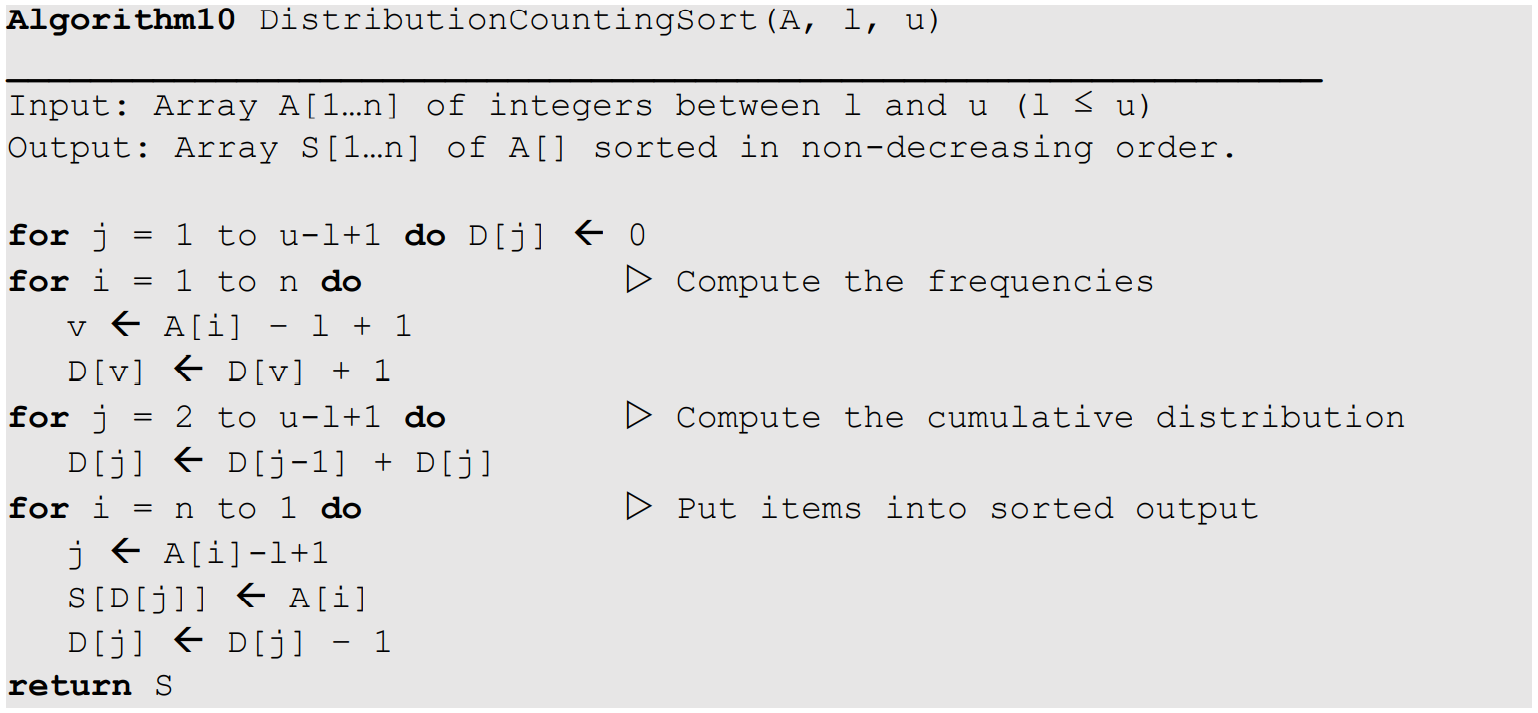 Algorithm10 DistributionCountingSort(A, l, u)
Input: Array A[1…n] of integers between l and u (l ≤ u)
Output: Array S[1…n] of A[] sorted in non-decreasing order.
for j = 1 to u-l+1 do D[j] ← 0
for i = 1 to n do ▷ Compute the frequencies
v ← A[i] – l + 1
D[v] ← D[v] + 1
for j = 2 to u-l+1 do ▷ Compute the cumulative distribution
D[j] ← D[j-1] + D[j]
for i = n to 1 do ▷ Put items into sorted output
j ← A[i]-l+1
S[D[j]] ← A[i]
D[j] ← D[j] – 1
return S